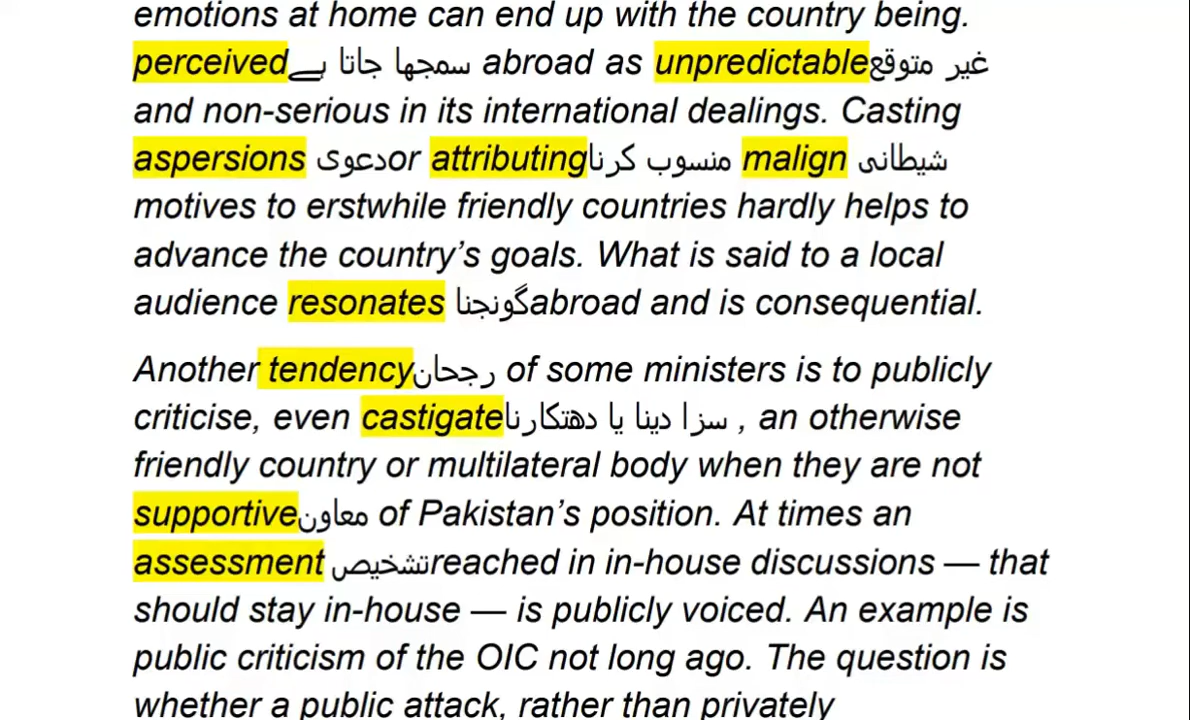 emotions at home can end up with the country being.
perceived سمجھا جاتا ہے abroad as unpredictable غیر متوقع
and non-serious in its international dealings. Casting
aspersions دعوی or attributing منسوب کرنا malign شیطانی
motives to erstwhile friendly countries hardly helps to
advance the country’s goals. What is said to a local
audience resonates گونجنا abroad and is consequential.
Another tendency رجحان of some ministers is to publicly
criticise, even castigate سزا دینا یا دھتکارنا , an otherwise
friendly country or multilateral body when they are not
supportive معاون of Pakistan’s position. At times an
assessment تشخیص reached in in-house discussions — that
should stay in-house — is publicly voiced. An example is
public criticism of the OIC not long ago. The question is
whether a public attack, rather than privately